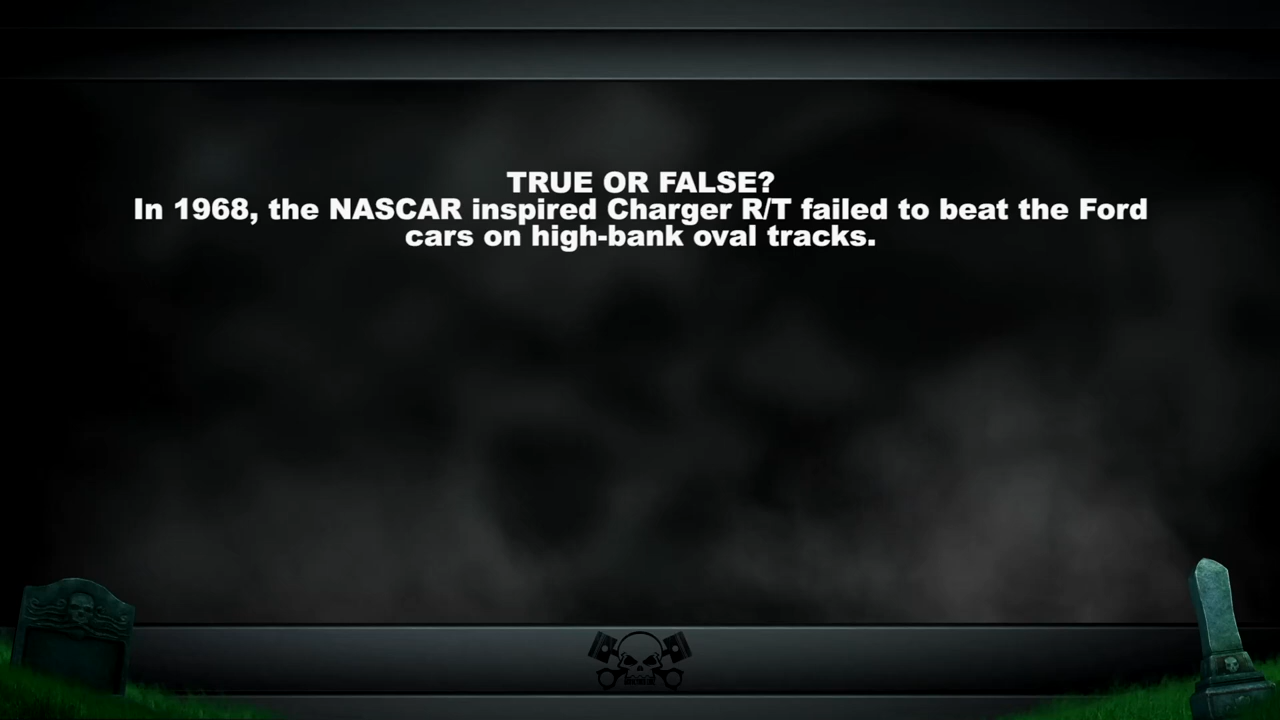 TRUE OR FALSE?
In 1968, the NASCAR inspired Charger R/T failed to beat the Ford
cars on high-bank oval tracks.